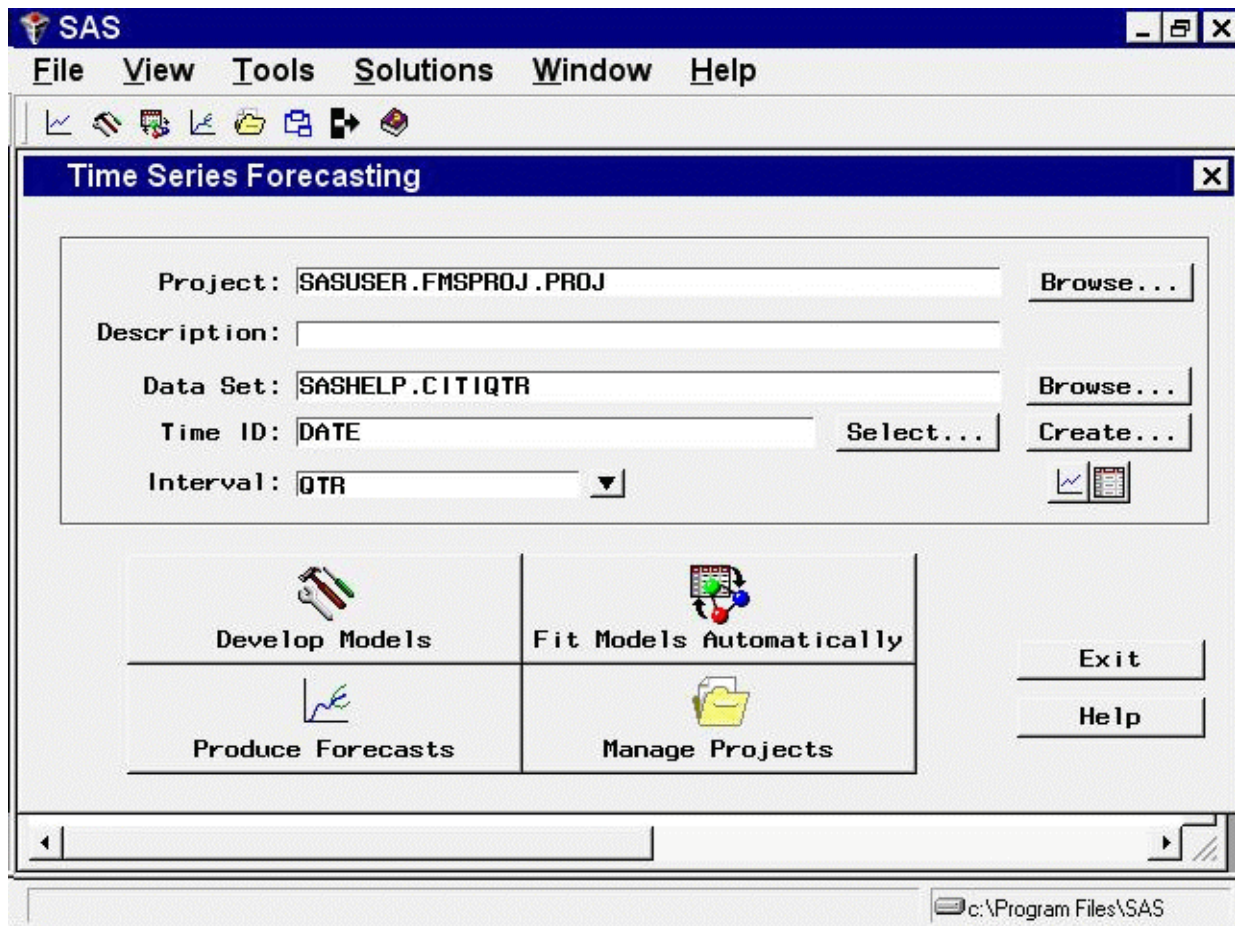 SAS
File View Tools Solutions Window Help
Time Series Forecasting
Project: SASUSER.FMSPROJ.PROJ Browse...
Description:
Data Set: SASHELP.CITIQTR Browse...
Time ID: DATE Select... Create...
Interval: QTR
Develop Models Fit Models Automatically
Exit
Produce Forecasts Manage Projects
Help
c:\Program Files\SAS